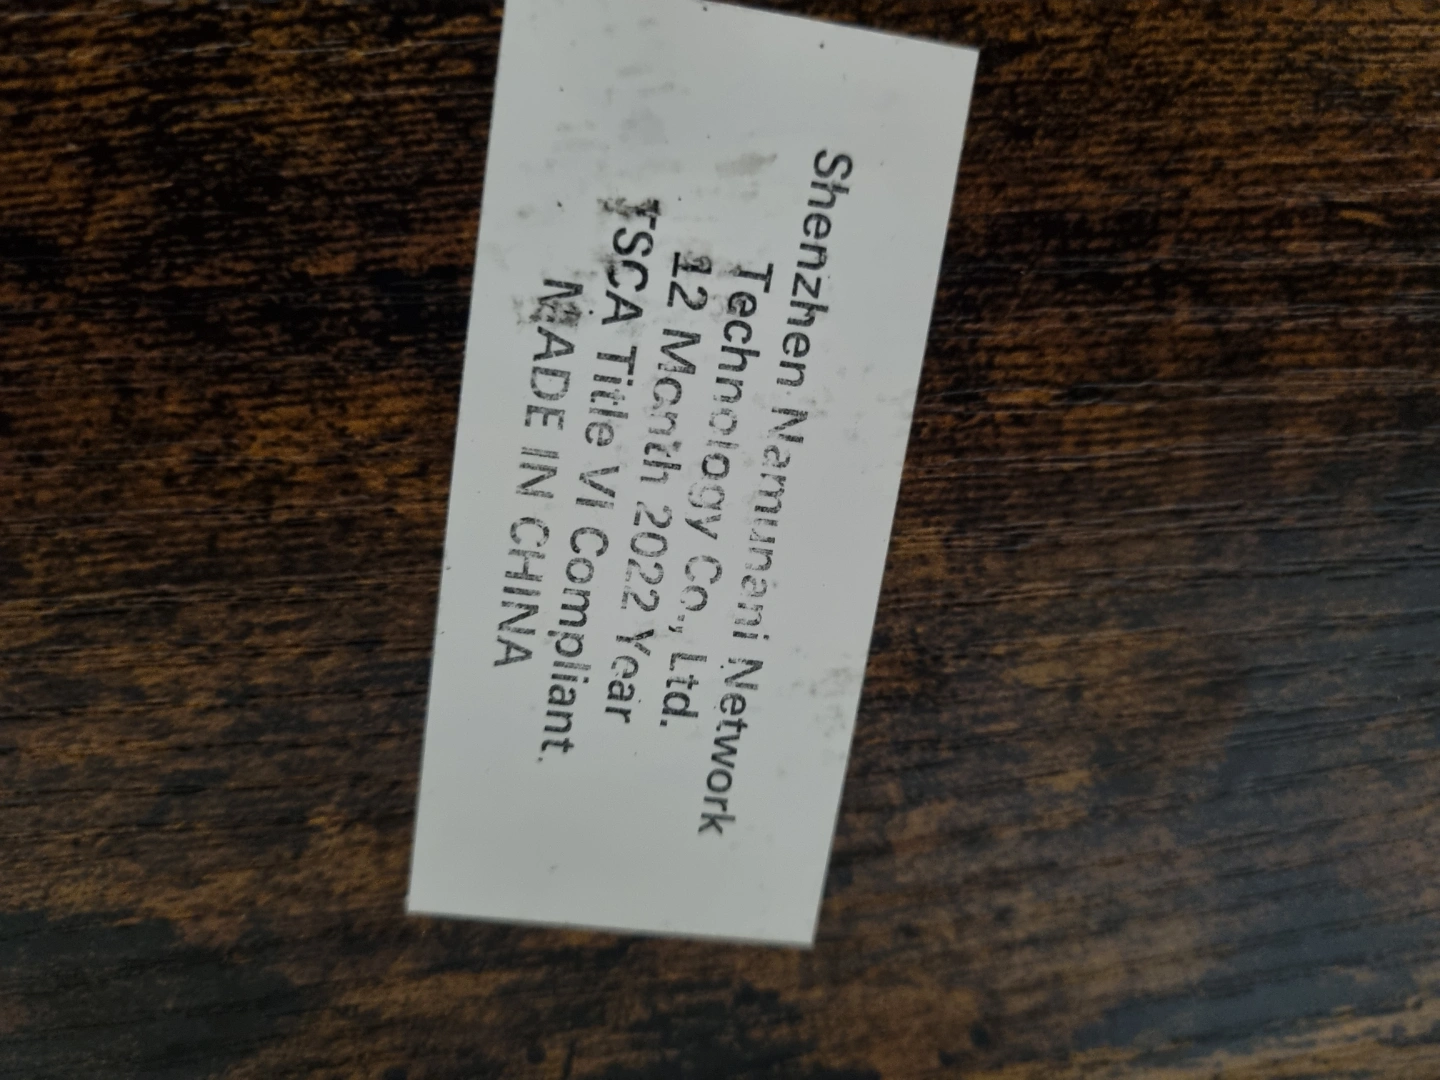 Shenzhen Namunani Network
Technology Co., Ltd.
12 Month 2022 Year
TSCA Title VI Compliant.
MADE IN CHINA